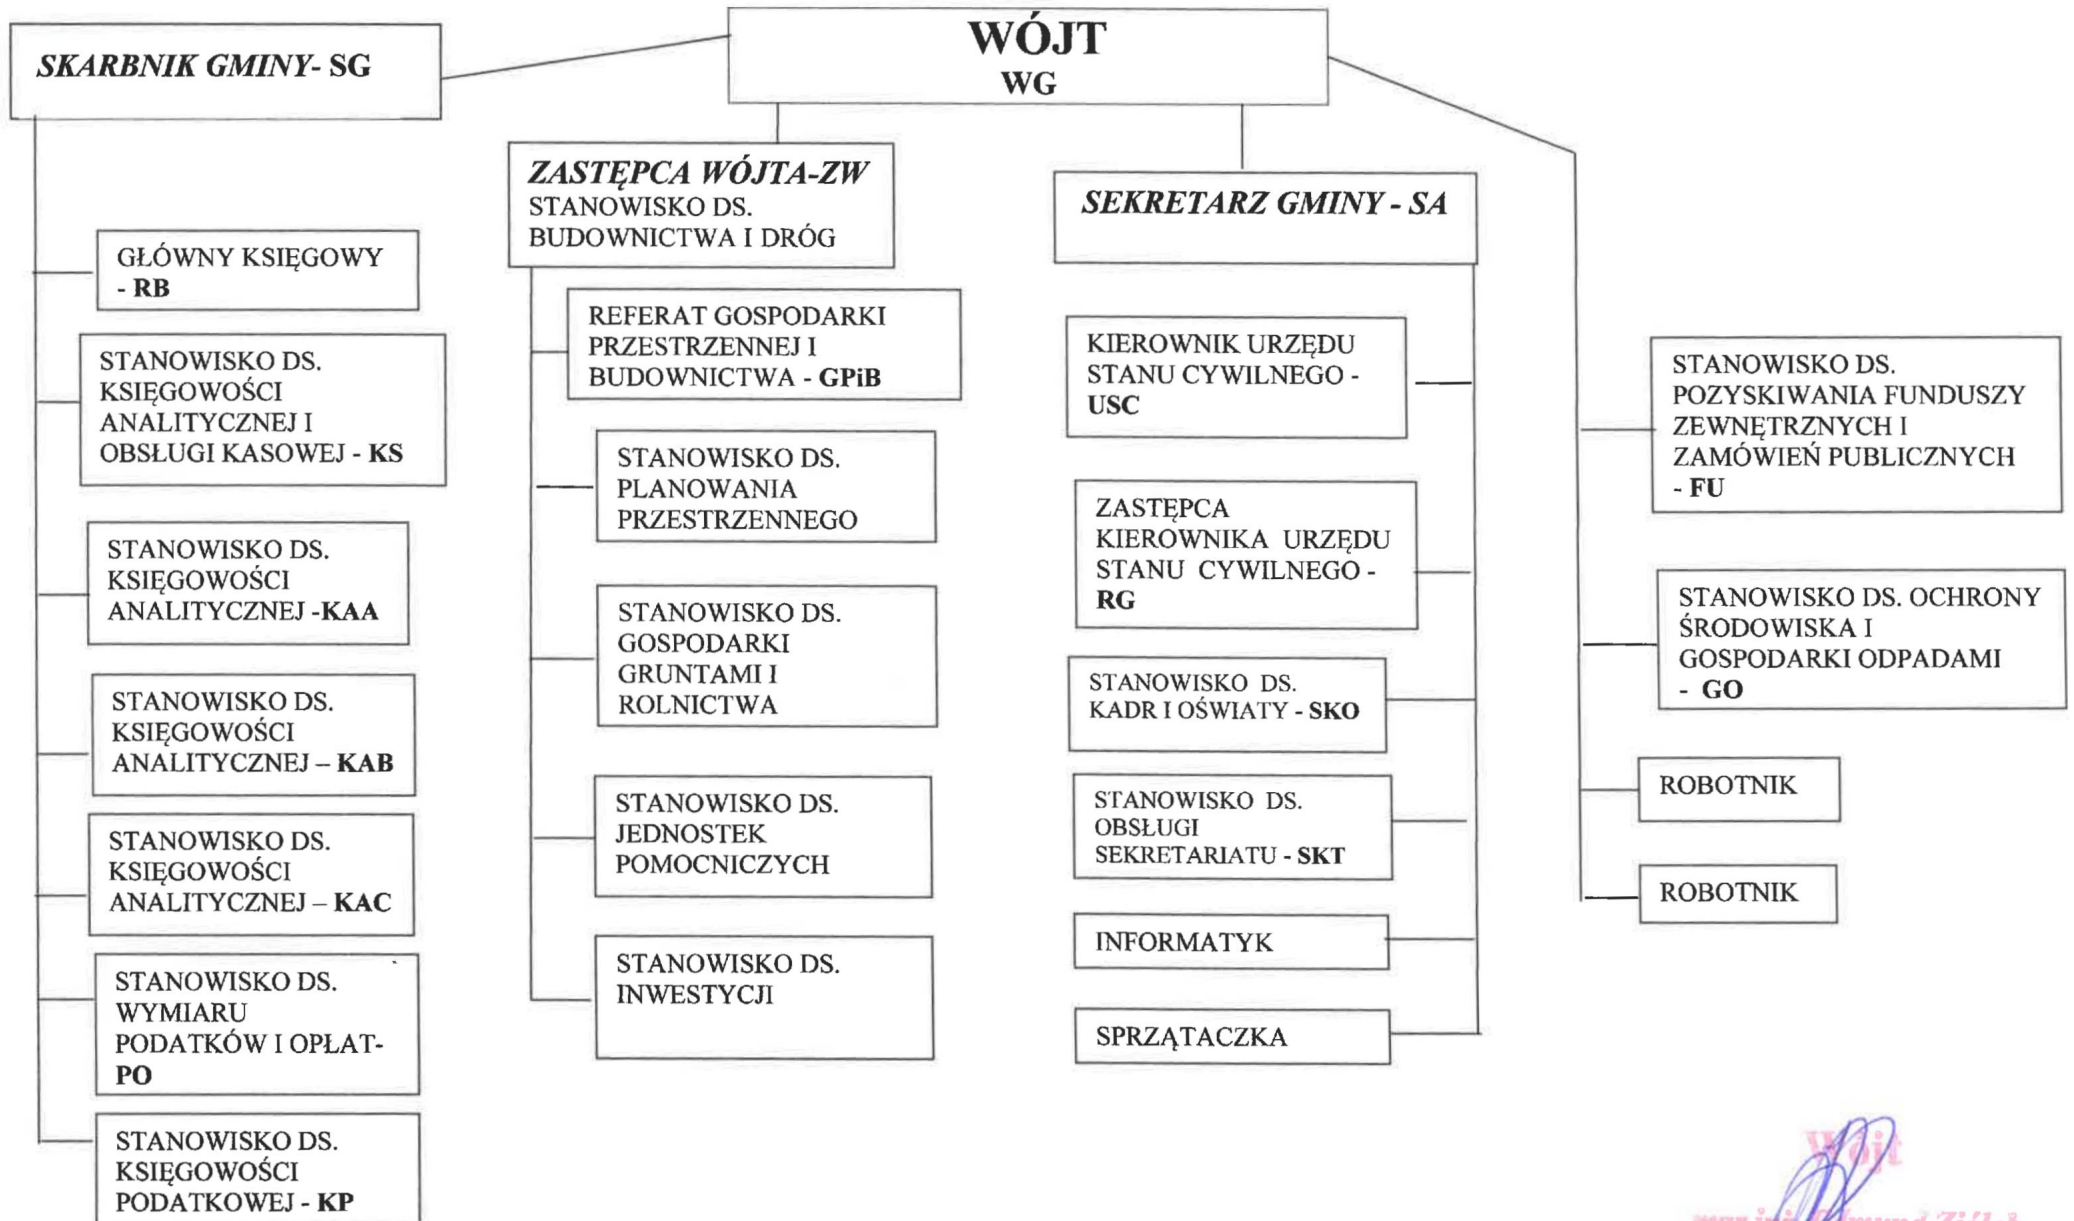 WÓJT
WG
SKARBNIK GMINY- SG
GŁÓWNY KSIĘGOWY
- RB
STANOWISKO DS.
KSIĘGOWOŚCI
ANALITYCZNEJ I
OBSŁUGI KASOWEJ - KS
STANOWISKO DS.
KSIĘGOWOŚCI
ANALITYCZNEJ -KAA
STANOWISKO DS.
KSIĘGOWOŚCI
ANALITYCZNEJ – KAB
STANOWISKO DS.
KSIĘGOWOŚCI
ANALITYCZNEJ – KAC
STANOWISKO DS.
WYMIARU
PODATKÓW I OPŁAT-
PO
STANOWISKO DS.
KSIĘGOWOŚCI
PODATKOWEJ - KP
ZASTĘPCA WÓJTA-ZW
STANOWISKO DS.
BUDOWNICTWA I DRÓG
REFERAT GOSPODARKI
PRZESTRZENNEJ I
BUDOWNICTWA - GPiB
STANOWISKO DS.
PLANOWANIA
PRZESTRZENNEGO
STANOWISKO DS.
GOSPODARKI
GRUNTAMI I
ROLNICTWA
STANOWISKO DS.
JEDNOSTEK
POMOCNICZYCH
STANOWISKO DS.
INWESTYCJI
SEKRETARZ GMINY - SA
KIEROWNIK URZĘDU
STANU CYWILNEGO -
USC
ZASTĘPCA
KIEROWNIKA URZĘDU
STANU CYWILNEGO -
RG
STANOWISKO DS.
KADR I OŚWIATY - SKO
STANOWISKO DS.
OBSŁUGI
SEKRETARIATU - SKT
INFORMATYK
SPRZĄTACZKA
STANOWISKO DS.
POZYSKIWANIA FUNDUSZY
ZEWNĘTRZNYCH I
ZAMÓWIEŃ PUBLICZNYCH
- FU
STANOWISKO DS. OCHRONY
ŚRODOWISKA I
GOSPODARKI ODPADAMI
- GO
ROBOTNIK
ROBOTNIK
Wójt